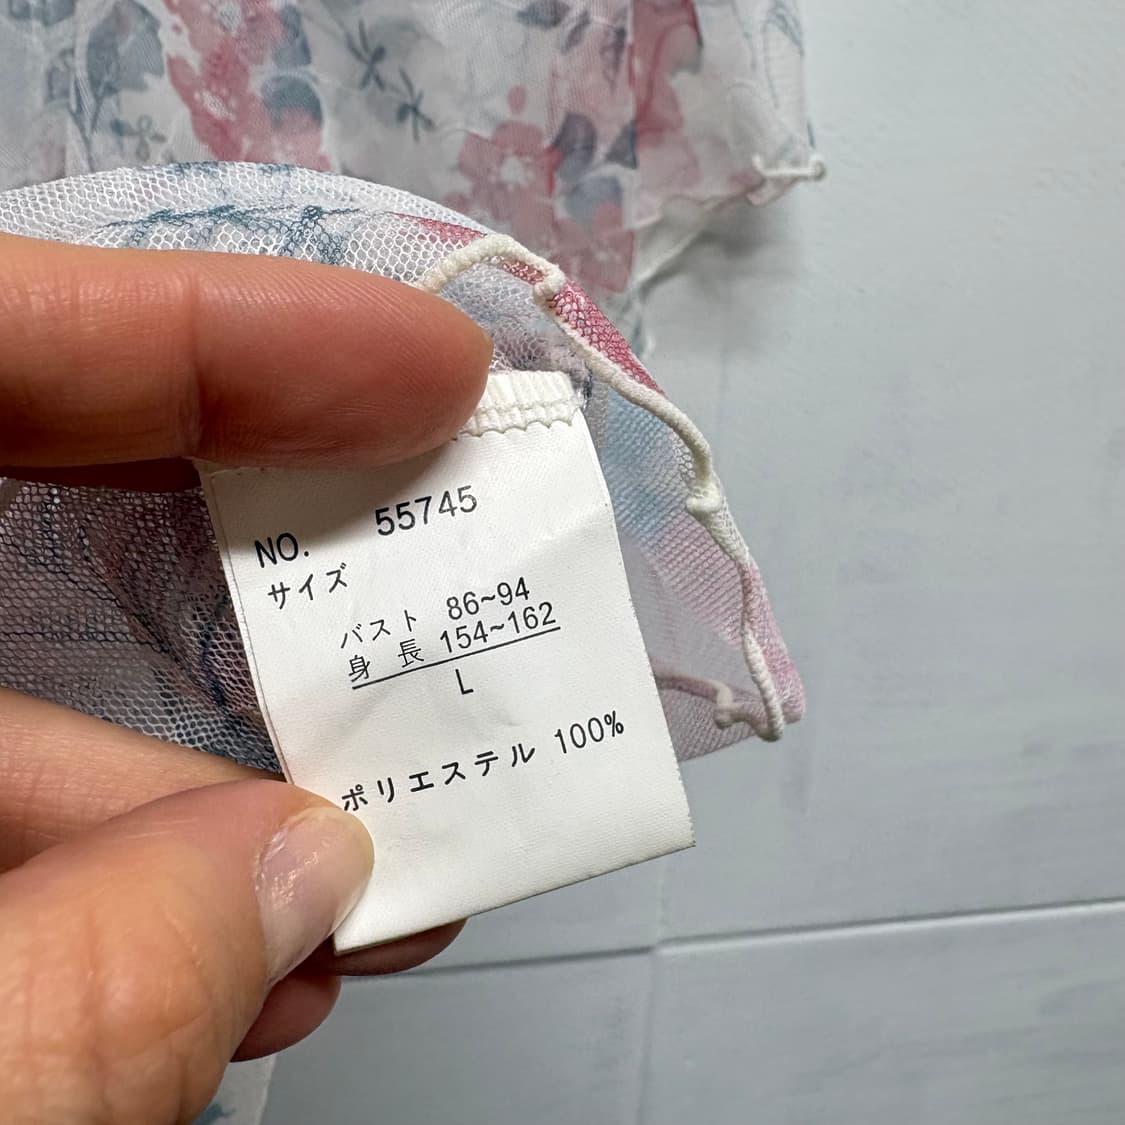 NO. 55745
サイズ
バスト 86~94
身 長 154~162
L
ポリエステル 100%